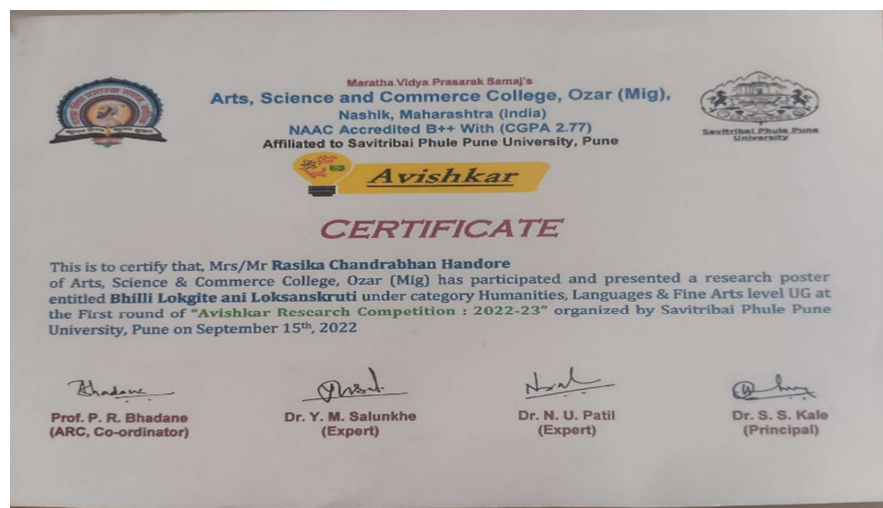 Maratha Vidya Prasarak Samaj's
Arts, Science and Commerce College, Ozar (Mig),
Nashik, Maharashtra (India)
NAAC Accredited B++ With (CGPA 2.77)
Affiliated to Savitribai Phule Pune University, Pune
Savitribai Phule Pune
University
Avishkar
CERTIFICATE
This is to certify that, Mrs/Mr Rasika Chandrabhan Handore
of Arts, Science & Commerce College, Ozar (Mig) has participated and presented a research poster
entitled Bhilli Lokgite ani Loksanskruti under category Humanities, Languages & Fine Arts level UG at
the First round of "Avishkar Research Competition : 2022-23" organized by Savitribai Phule Pune
University, Pune on September 15th, 2022
Bhadane
Prof. P. R. Bhadane
(ARC, Co-ordinator)
Dr. Y. M. Salunkhe
(Expert)
Dr. N. U. Patil
(Expert)
Dr. S. S. Kale
(Principal)